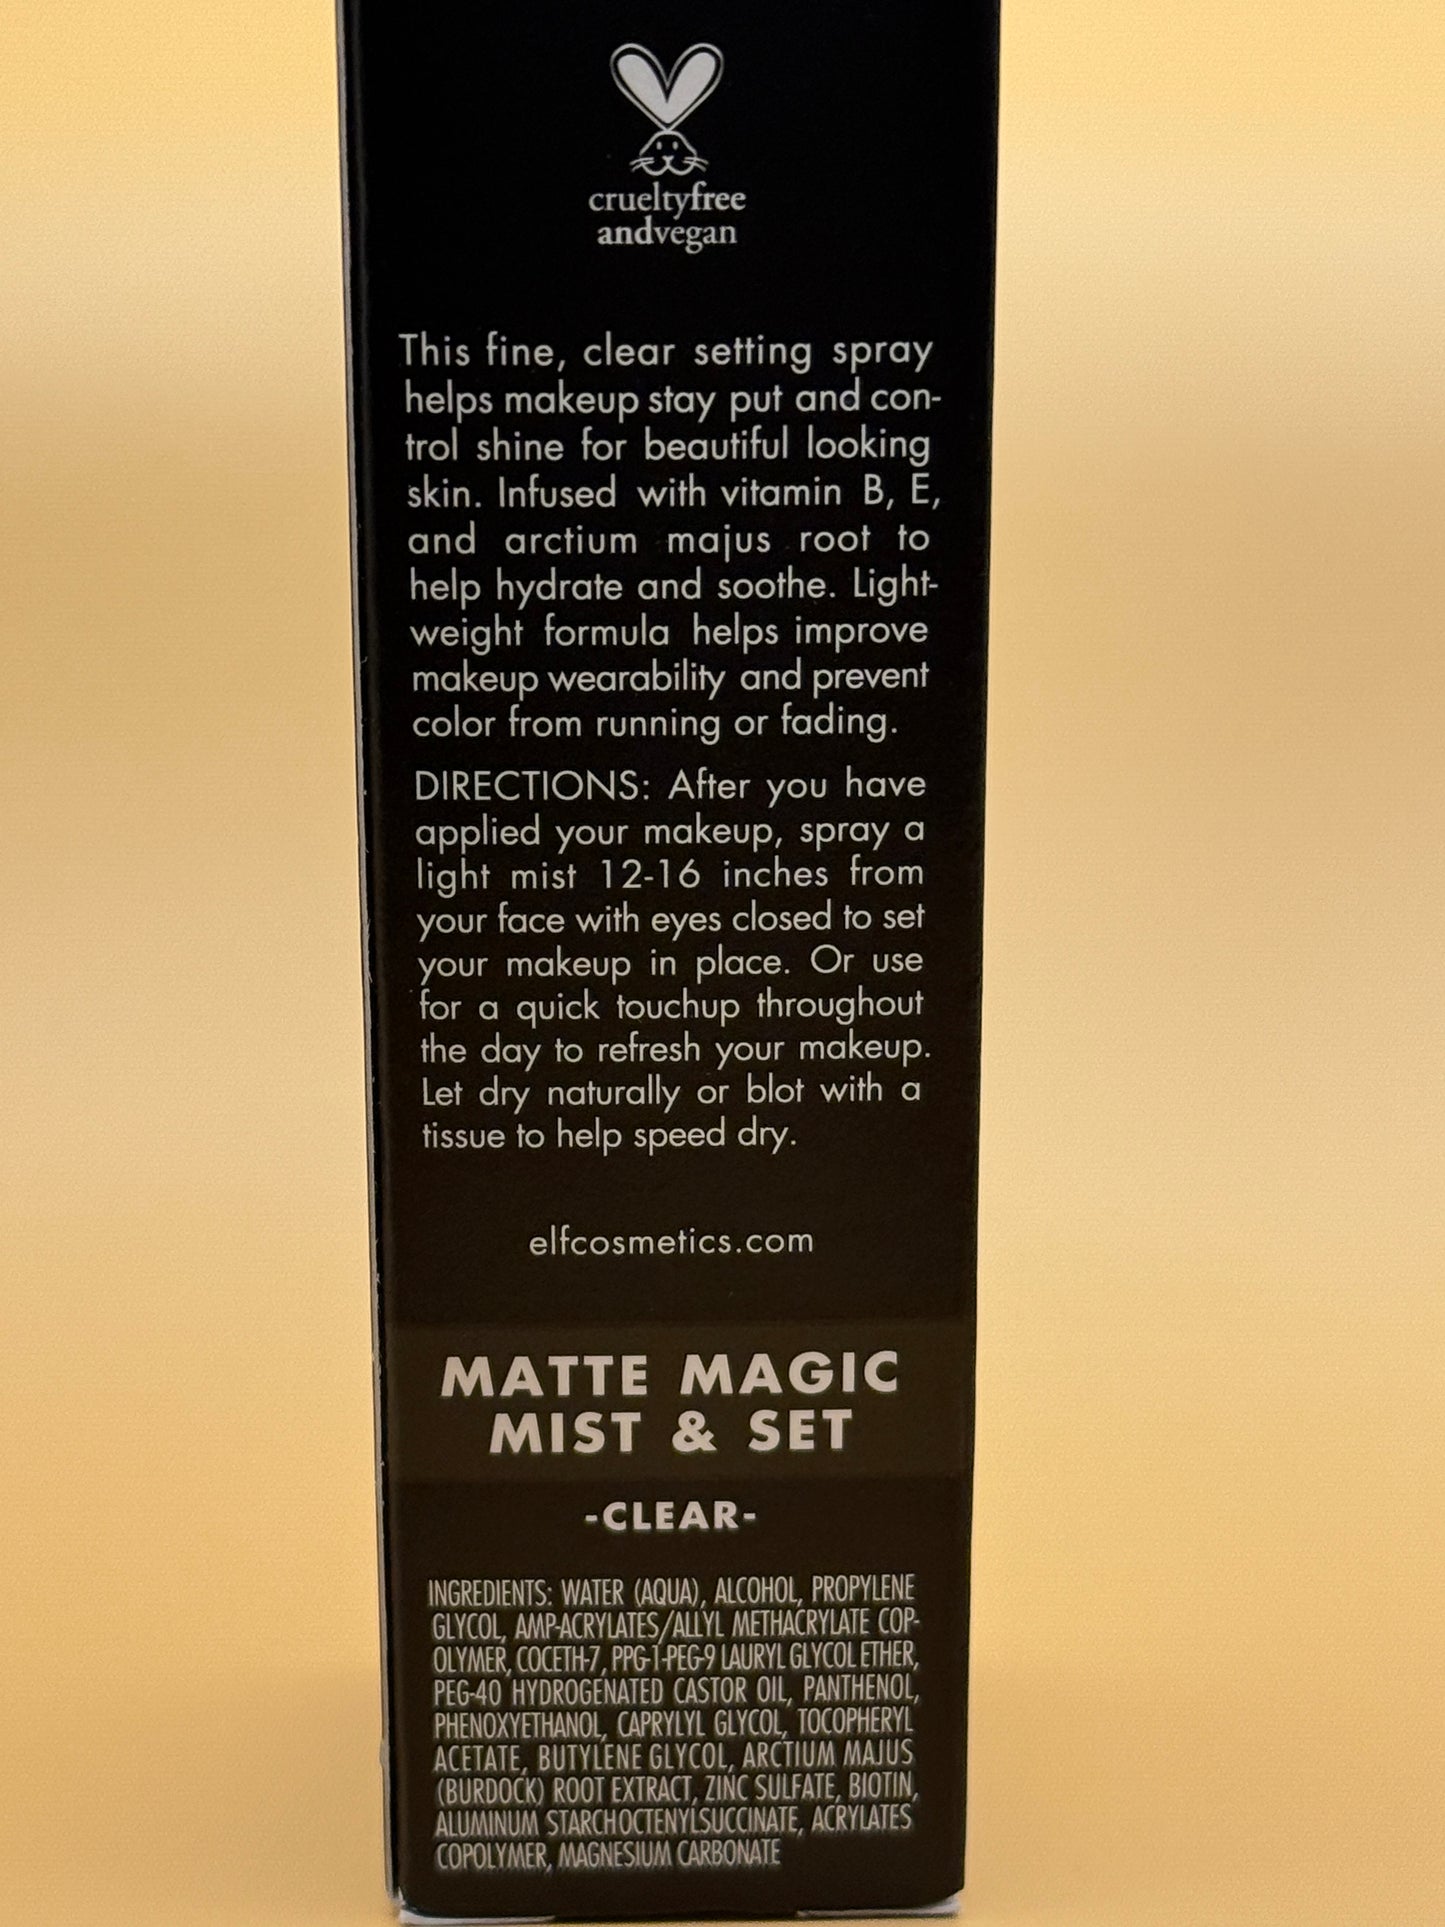 crueltyfree
andvegan
This fine, clear setting spray
helps makeup stay put and con-
trol shine for beautiful looking
skin. Infused with vitamin B, E,
and arctium majus root to
help hydrate and soothe. Light-
weight formula helps improve
makeup wearability and prevent
color from running or fading.
DIRECTIONS: After you have
applied your makeup, spray a
light mist 12-16 inches from
your face with eyes closed to set
your makeup in place. Or use
for a quick touchup throughout
the day to refresh your makeup.
Let dry naturally or blot with a
tissue to help speed dry.
elfcosmetics.com
MATTE MAGIC
MIST & SET
-CLEAR-
INGREDIENTS: WATER (AQUA), ALCOHOL, PROPYLENE
GLYCOL, AMP-ACRYLATES/ALLYL METHACRYLATE COP-
OLYMER, COCETH-7, PPG-1-PEG-9 LAURYL GLYCOL ETHER,
PEG-40 HYDROGENATED CASTOR OIL, PANTHENOL,
PHENOXYETHANOL, CAPRYLYL GLYCOL, TOCOPHERYL
ACETATE, BUTYLENE GLYCOL, ARCTIUM MAJUS
(BURDOCK) ROOT EXTRACT, ZINC SULFATE, BIOTIN,
ALUMINUM STARCHOCTENYLSUCCINATE, ACRYLATES
COPOLYMER, MAGNESIUM CARBONATE